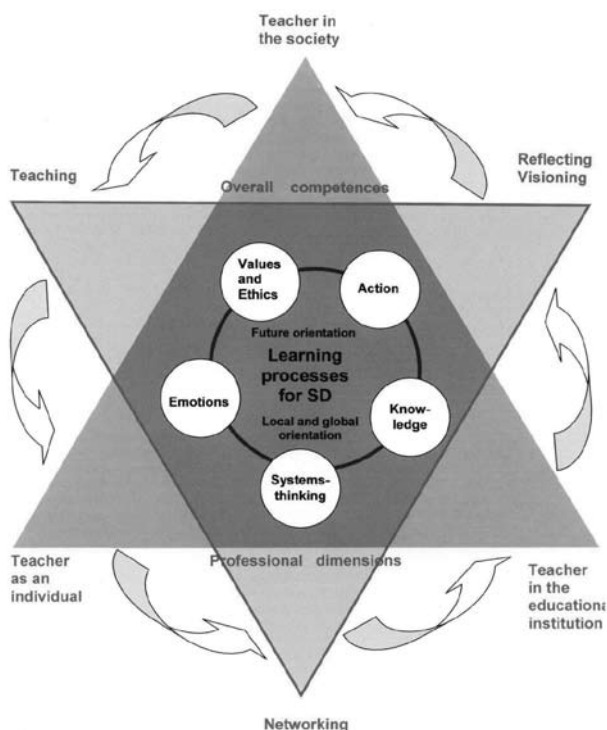 Teacher in
the society
Teaching
Reflecting
Visioning
Overall competences
Values
and
Ethics
Action
Future orientation
Learning
processes
for SD
Emotions
Know-
ledge
Local and global
orientation
Systems-
thinking
Teacher
as an
individual
Professional dimensions
Teacher
in the
educationa
institution
Networking